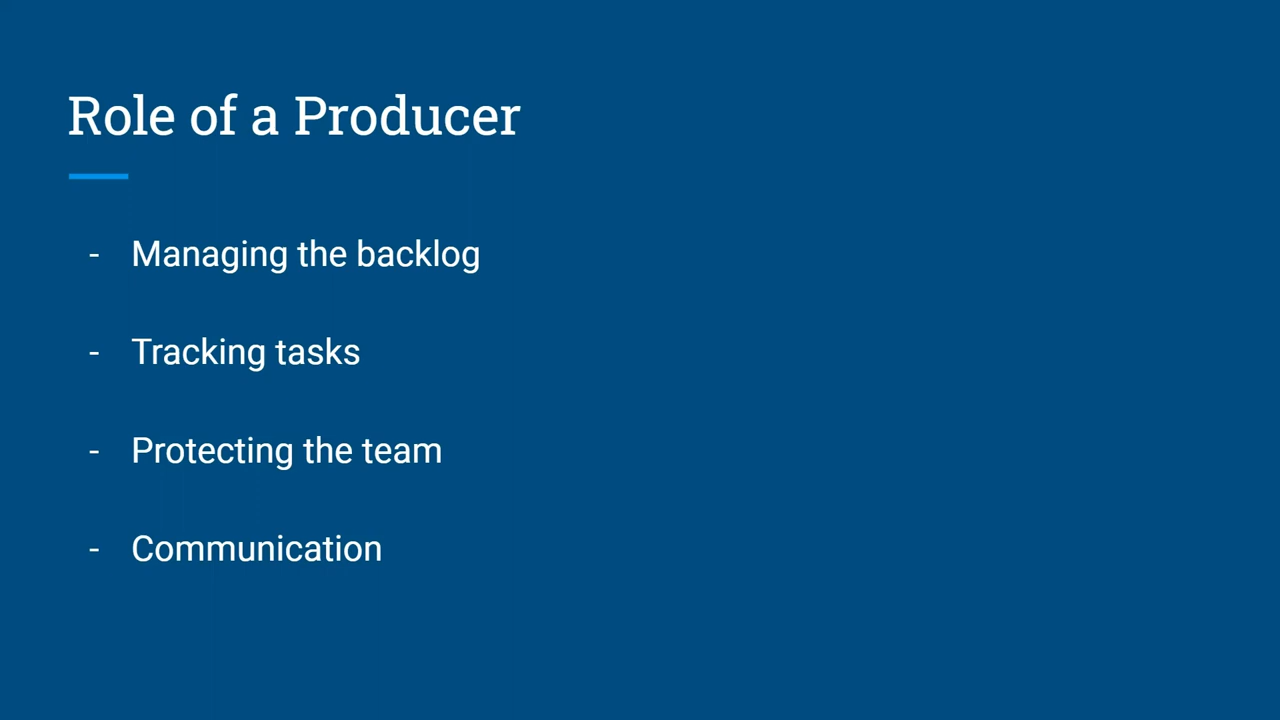 Role of a Producer
- Managing the backlog
- Tracking tasks
- Protecting the team
- Communication